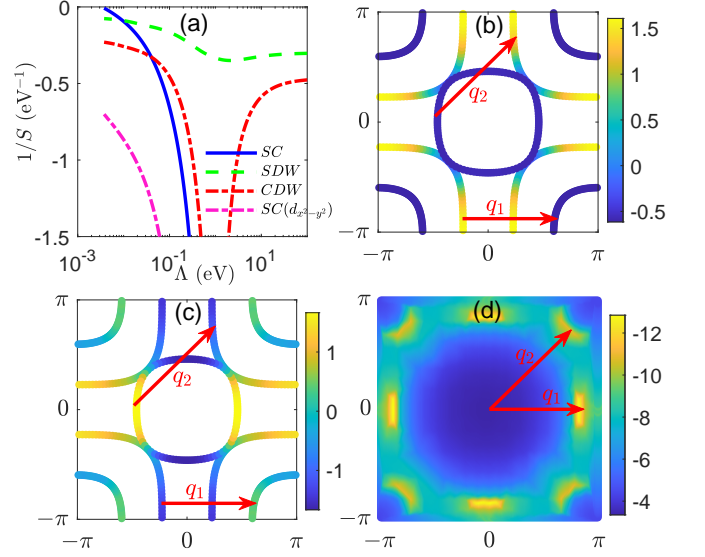 (a)
0
-0.5
-1
-1.5
1/S (eV⁻¹)
SC
SDW
CDW
SC(d_{x²−y²})
10⁻³
10⁻¹
10¹
Λ (eV)
(b)
π
0
−π
q₂
q₁
−π
0
π
1.5
1
0.5
0
-0.5
(c)
π
0
−π
q₂
q₁
−π
0
π
1
0
-1
(d)
π
0
−π
q₂
q₁
−π
0
π
-12
-10
-8
-6
-4